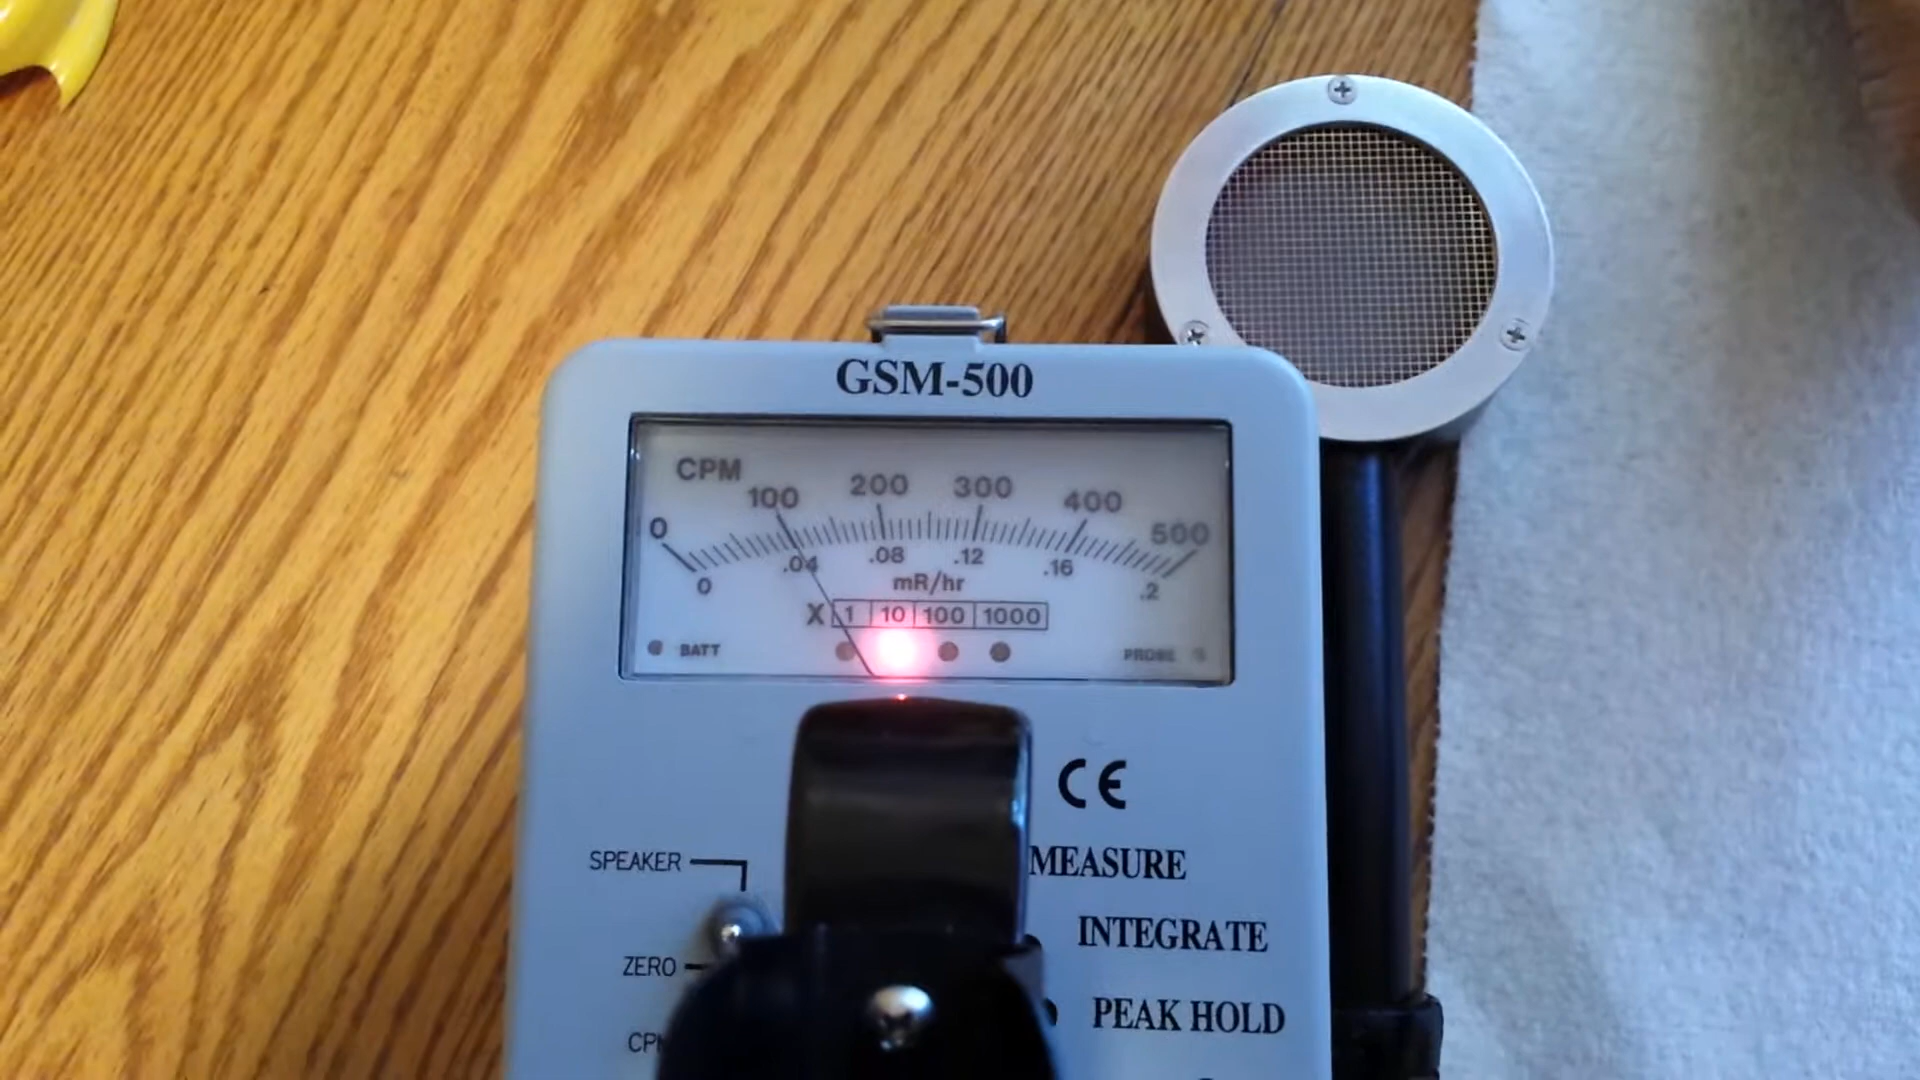 GSM-500
CPM
0 100 200 300 400 500
0 .04 .08 .12 .16 .2
mR/hr
X 1 10 100 1000
BATT PROBE
CE
SPEAKER
MEASURE
ZERO
INTEGRATE
PEAK HOLD